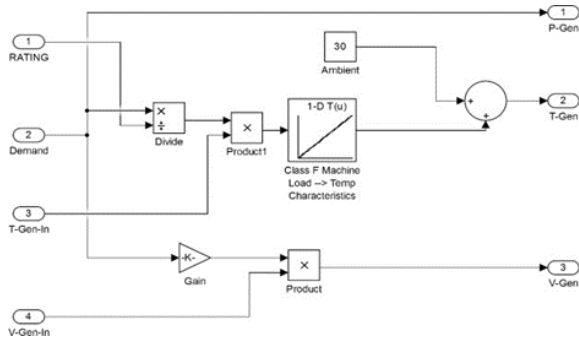 1
RATING
2
Demand
3
T-Gen-In
4
V-Gen-In
×
÷
Divide
×
Product1
1-D T(u)
Class F Machine
Load --> Temp
Characteristics
30
Ambient
+
+
-K-
Gain
×
Product
1
P-Gen
2
T-Gen
3
V-Gen